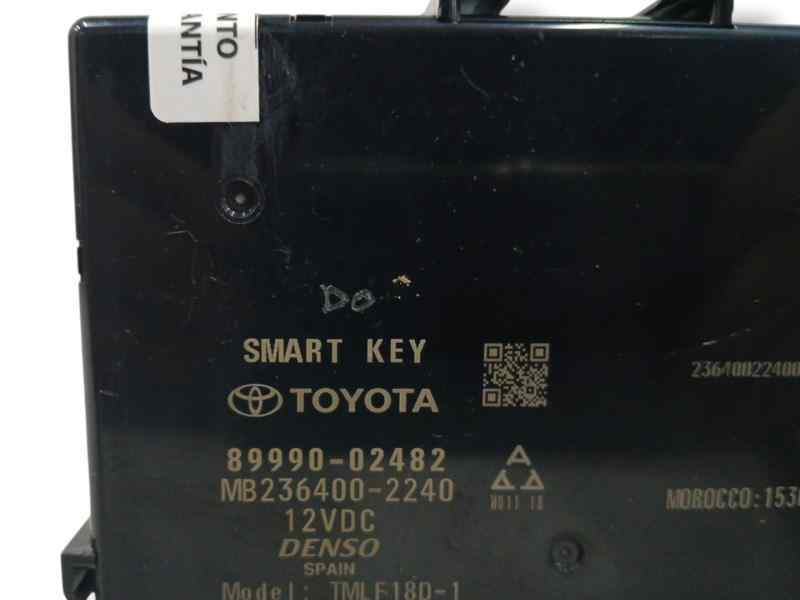 NTO
ANTÍA
DO
SMART KEY
TOYOTA
23640022400
89990-02482
MB236400-2240
MOROCCO:153
12VDC
DENSO
SPAIN
Model: TMLF18D-1